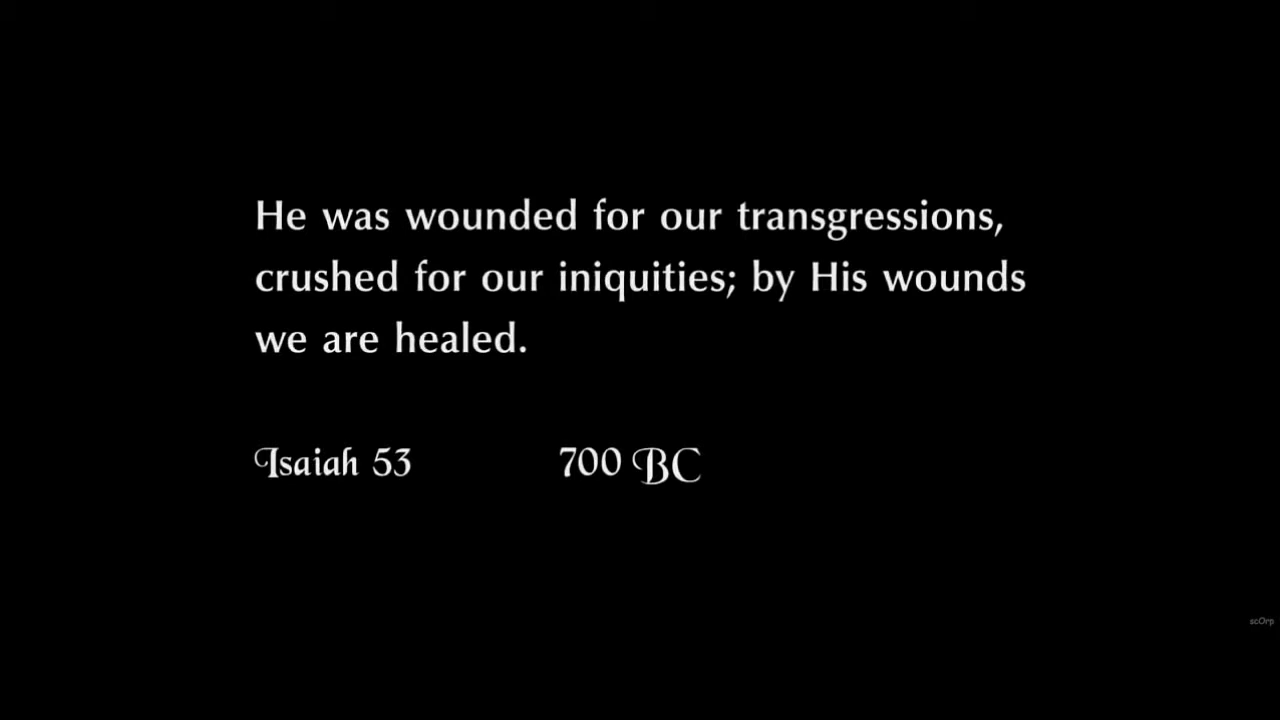 He was wounded for our transgressions,
crushed for our iniquities; by His wounds
we are healed.
Isaiah 53 700 BC
scOrp